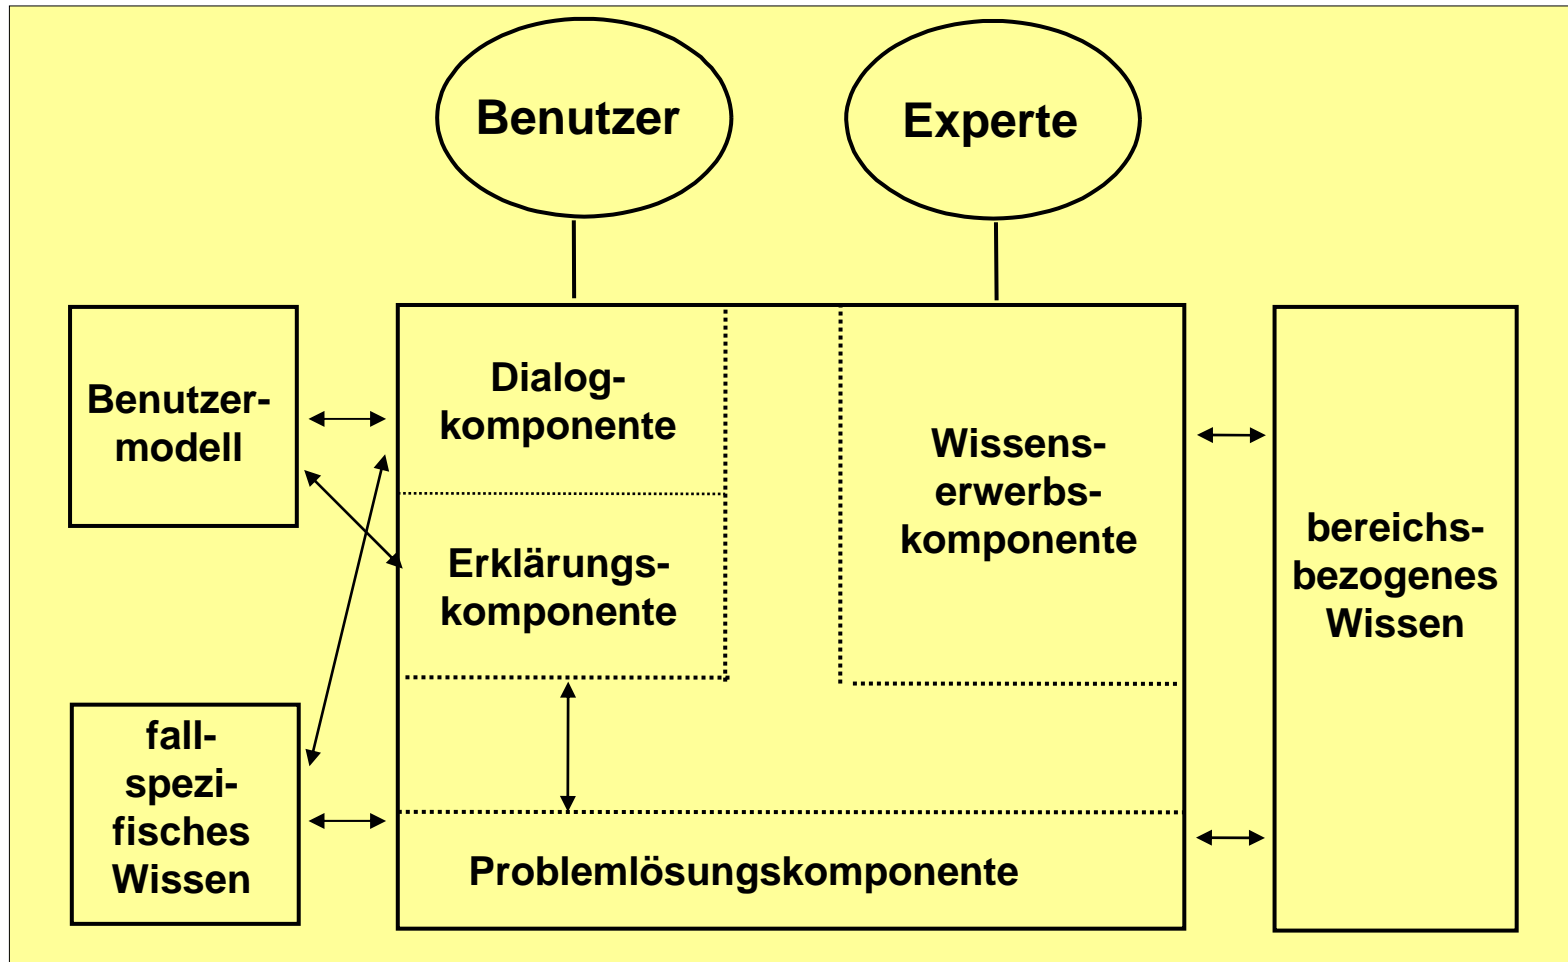 Benutzer
Experte
Benutzer-
modell
Dialog-
komponente
Erklärungs-
komponente
Wissens-
erwerbs-
komponente
bereichs-
bezogenes
Wissen
fall-
spezi-
fisches
Wissen
Problemlösungskomponente